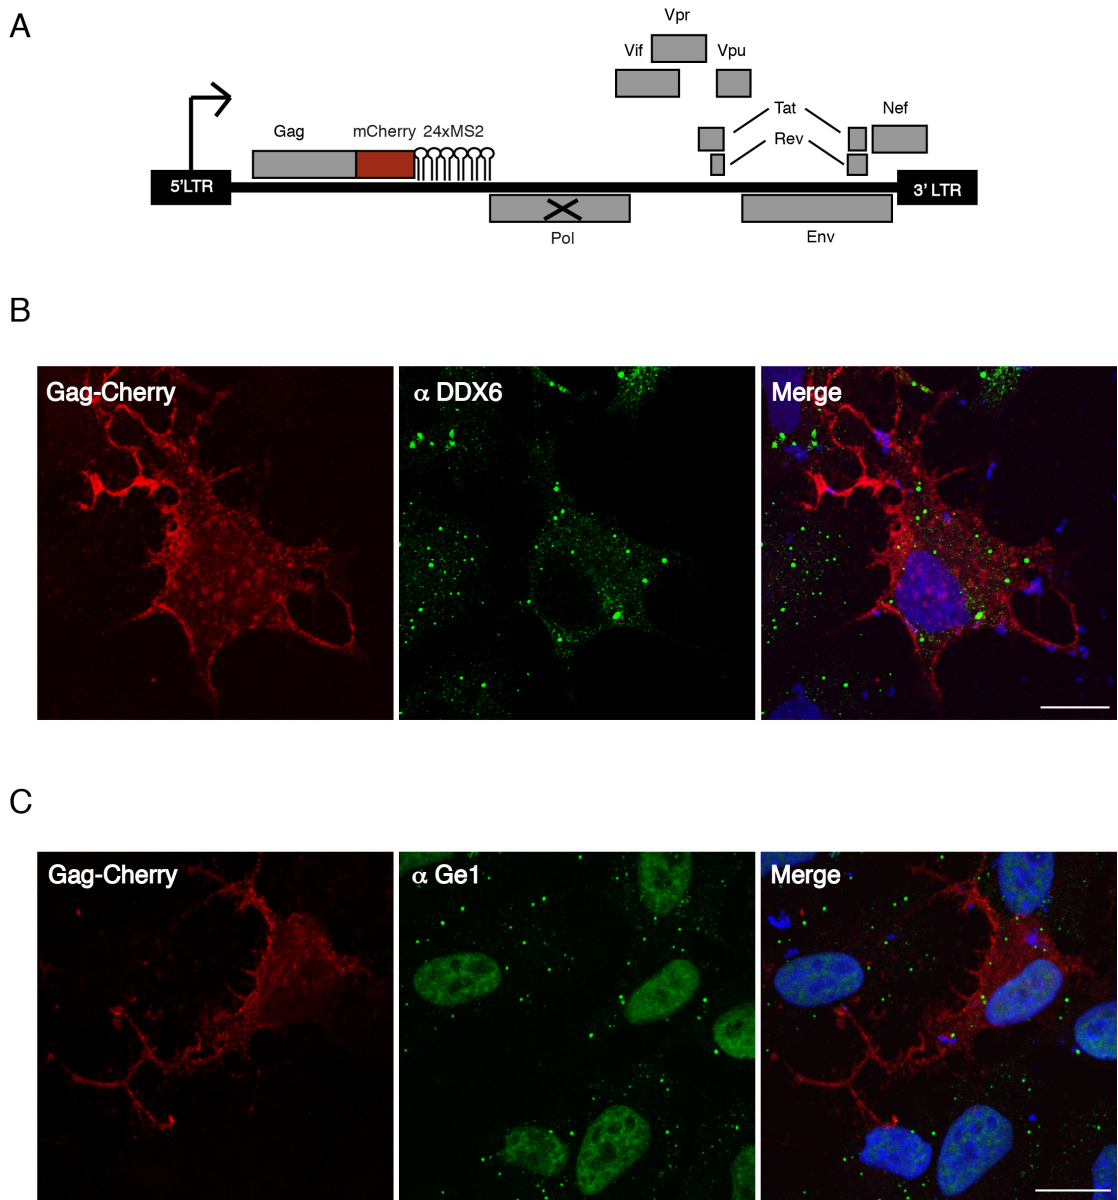 A
Vpr
Vif
Vpu
Tat
Nef
Gag
mCherry
24xMS2
Rev
5'LTR
3' LTR
Pol
Env
B
Gag-Cherry
α DDX6
Merge
C
Gag-Cherry
α Ge1
Merge